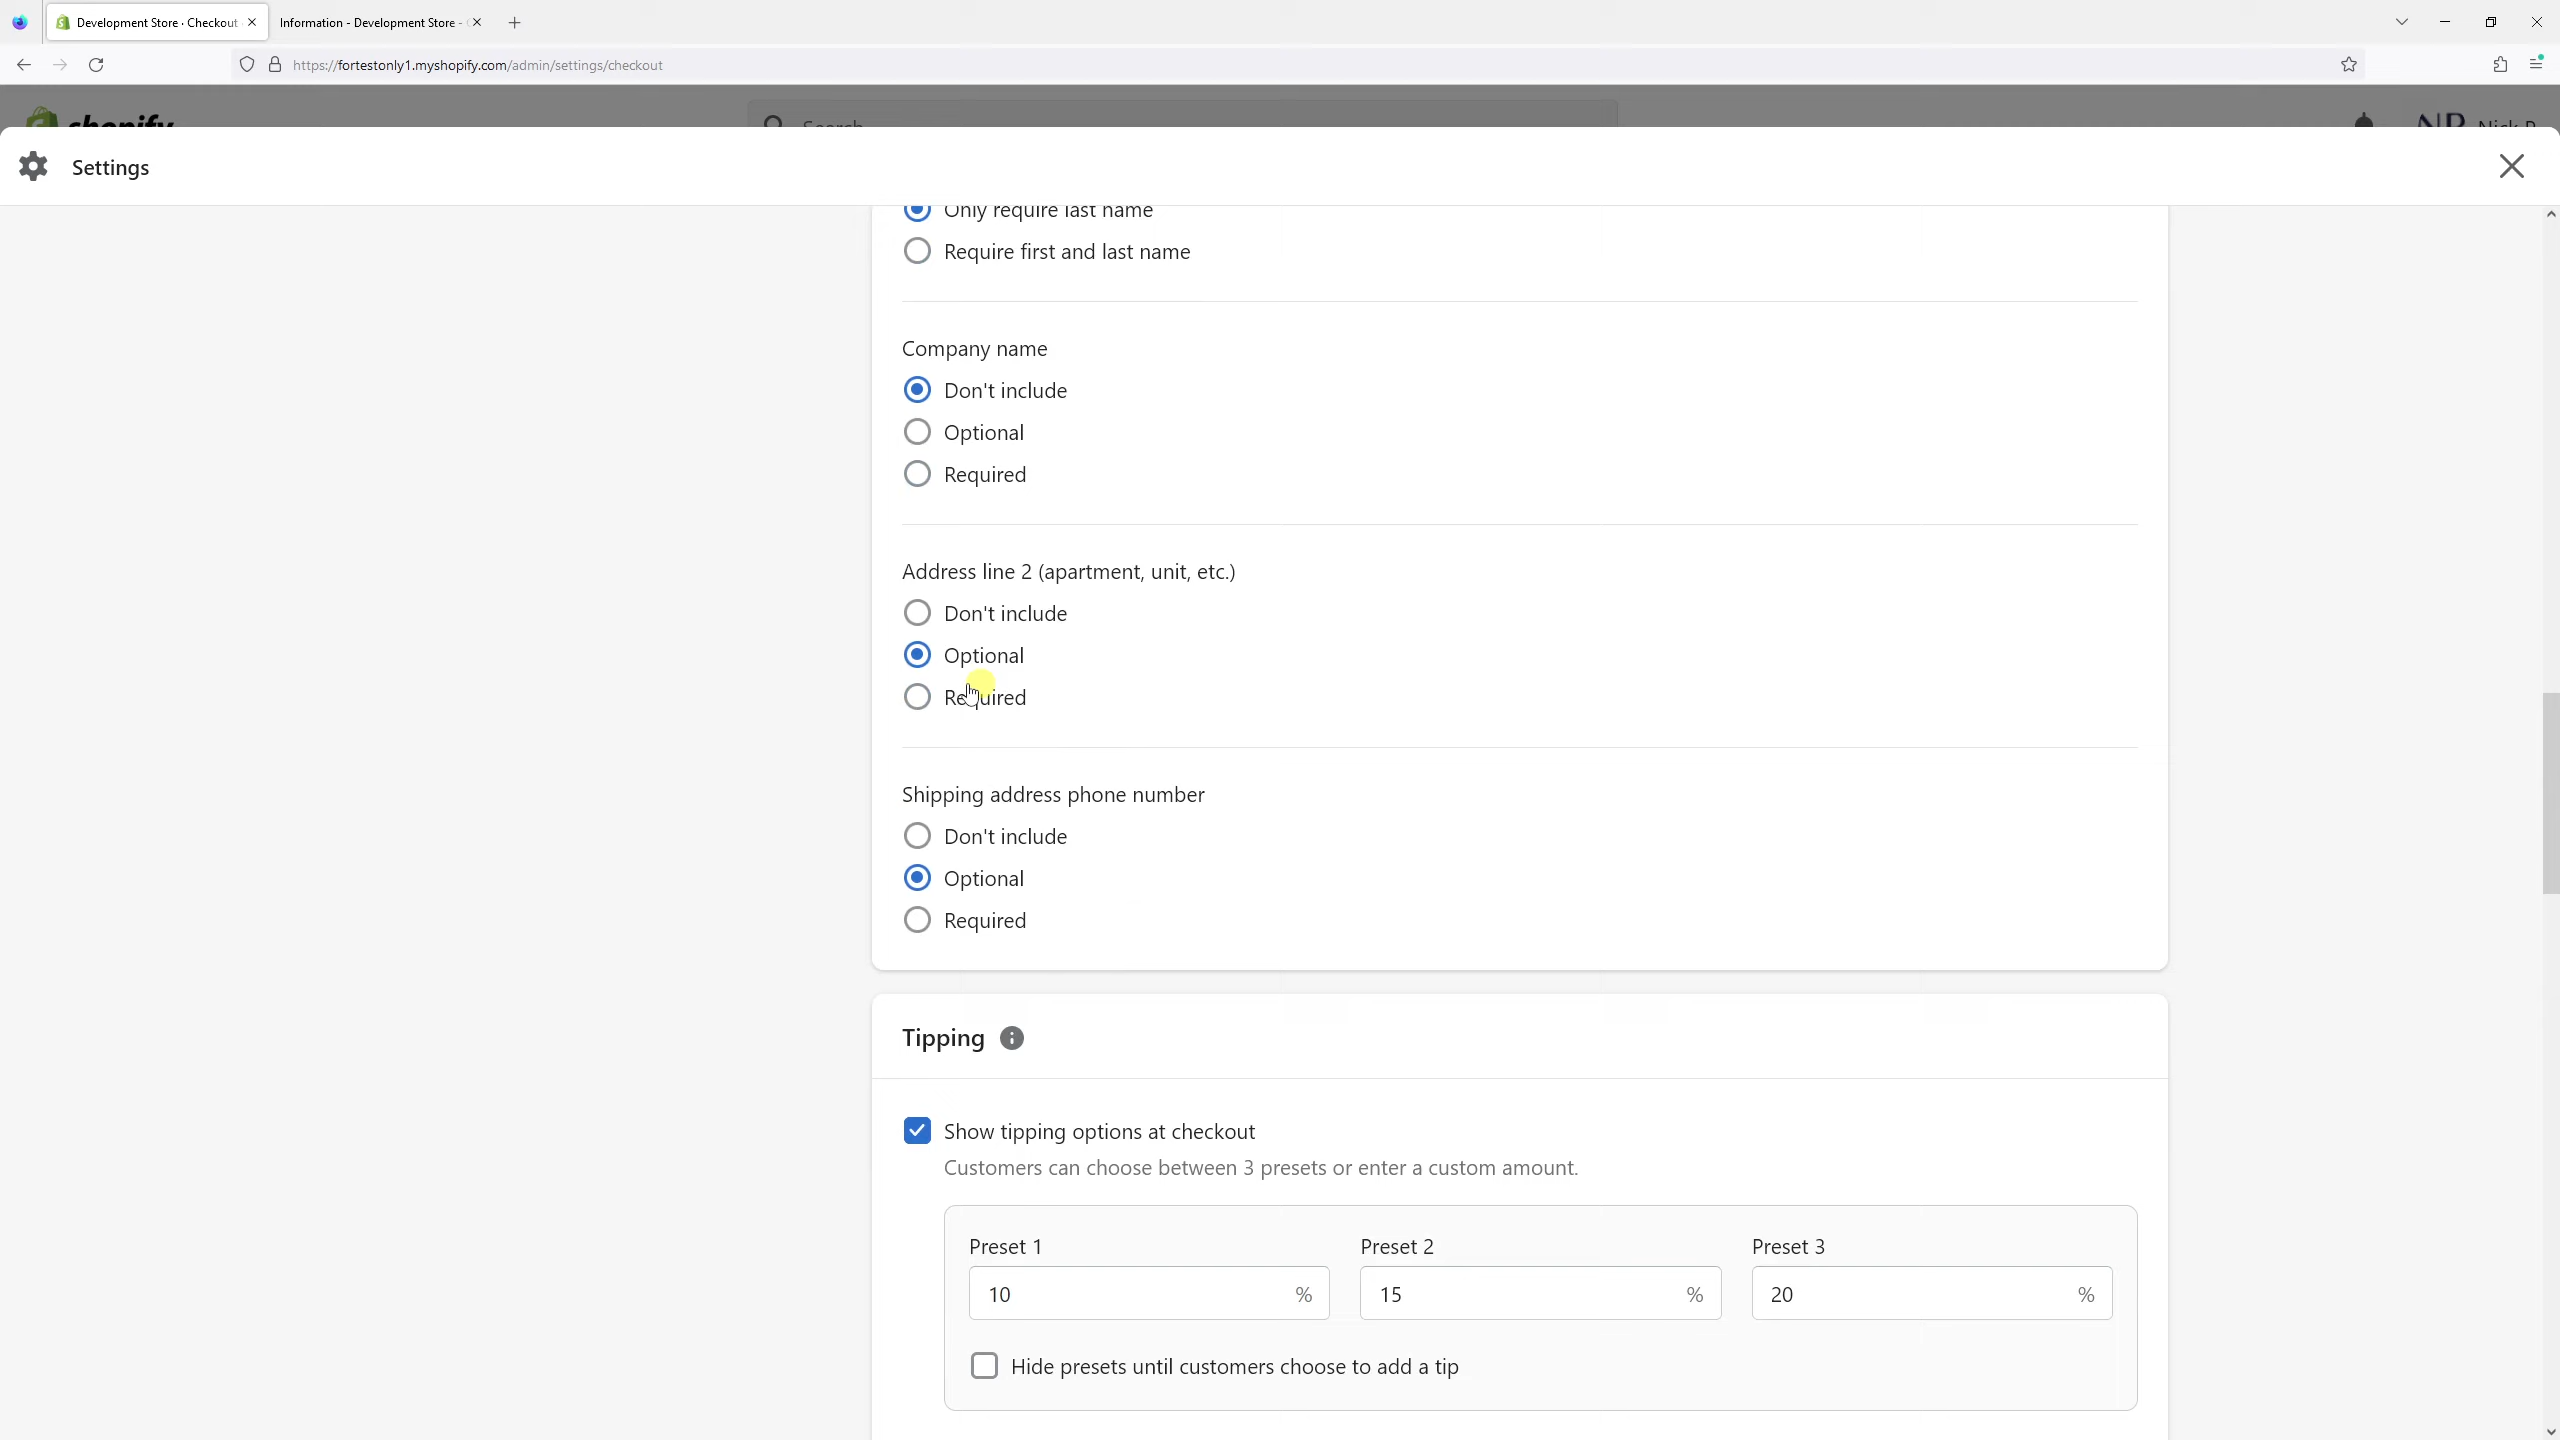 Development Store · Checkout
Information - Development Store -
https://fortestonly1.myshopify.com/admin/settings/checkout
shopify
Search
Settings
Only require last name
Require first and last name
Company name
Don't include
Optional
Required
Address line 2 (apartment, unit, etc.)
Don't include
Optional
Required
Shipping address phone number
Don't include
Optional
Required
Tipping
Show tipping options at checkout
Customers can choose between 3 presets or enter a custom amount.
Preset 1
Preset 2
Preset 3
10 %
15 %
20 %
Hide presets until customers choose to add a tip